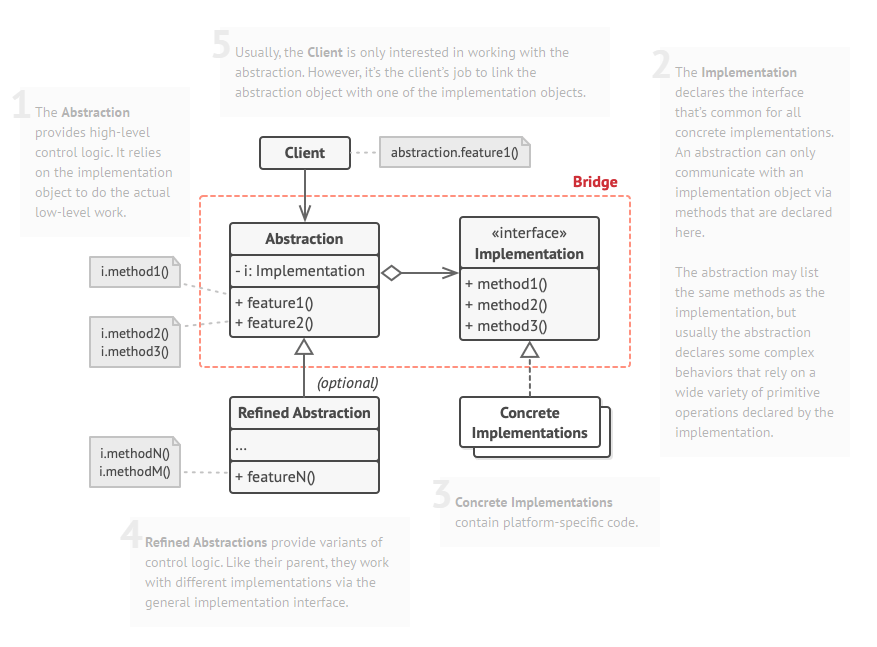 5
Usually, the Client is only interested in working with the
abstraction. However, it's the client's job to link the
abstraction object with one of the implementation objects.
1
The Abstraction
provides high-level
control logic. It relies
on the implementation
object to do the actual
low-level work.
2
The Implementation
declares the interface
that's common for all
concrete implementations.
An abstraction can only
communicate with an
implementation object via
methods that are declared
here.
The abstraction may list
the same methods as the
implementation, but
usually the abstraction
declares some complex
behaviors that rely on a
wide variety of primitive
operations declared by the
implementation.
Client
abstraction.feature1()
Bridge
Abstraction
- i: Implementation
+ feature1()
+ feature2()
«interface»
Implementation
+ method1()
+ method2()
+ method3()
i.method1()
i.method2()
i.method3()
(optional)
Refined Abstraction
...
+ featureN()
Concrete
Implementations
i.methodN()
i.methodM()
3
Concrete Implementations
contain platform-specific code.
4
Refined Abstractions provide variants of
control logic. Like their parent, they work
with different implementations via the
general implementation interface.